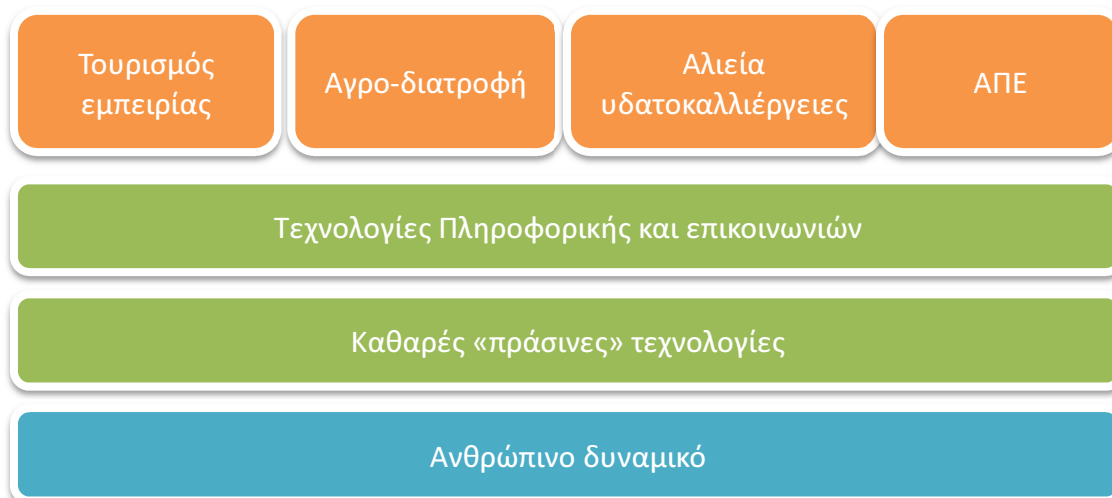 Τουρισμός
εμπειρίας
Αγρο-διατροφή
Αλιεία
υδατοκαλλιέργειες
ΑΠΕ
Τεχνολογίες Πληροφορικής και επικοινωνιών
Καθαρές «πράσινες» τεχνολογίες
Ανθρώπινο δυναμικό